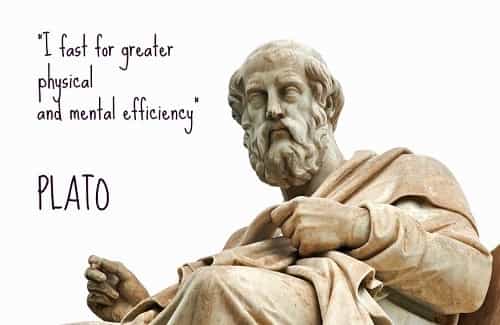 "I fast for greater
physical
and mental efficiency"
PLATO